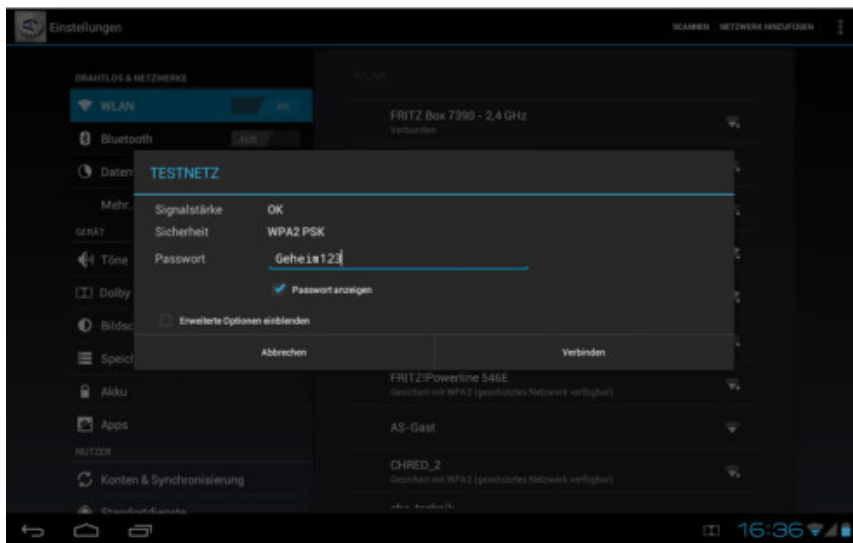 Einstellungen
SCANNEN NETZWERK HINZUFÜGEN
DRAHTLOS & NETZWERKE
WLAN
WLAN AN
Bluetooth AUS
Daten
Mehr.
GERÄT
Töne
Dolby
Bildsc
Speich
Akku
Apps
NUTZER
Konten & Synchronisierung
Standortdienste
FRITZ Box 7390 - 2,4 GHz
Verbunden
TESTNETZ
Signalstärke OK
Sicherheit WPA2 PSK
Passwort Geheim123
Passwort anzeigen
Erweiterte Optionen einblenden
Abbrechen Verbinden
FRITZ!Powerline 546E
Gesichert mit WPA2 (geschütztes Netzwerk verfügbar)
AS-Gast
CHRED_2
Gesichert mit WPA2 (geschütztes Netzwerk verfügbar)
16:36